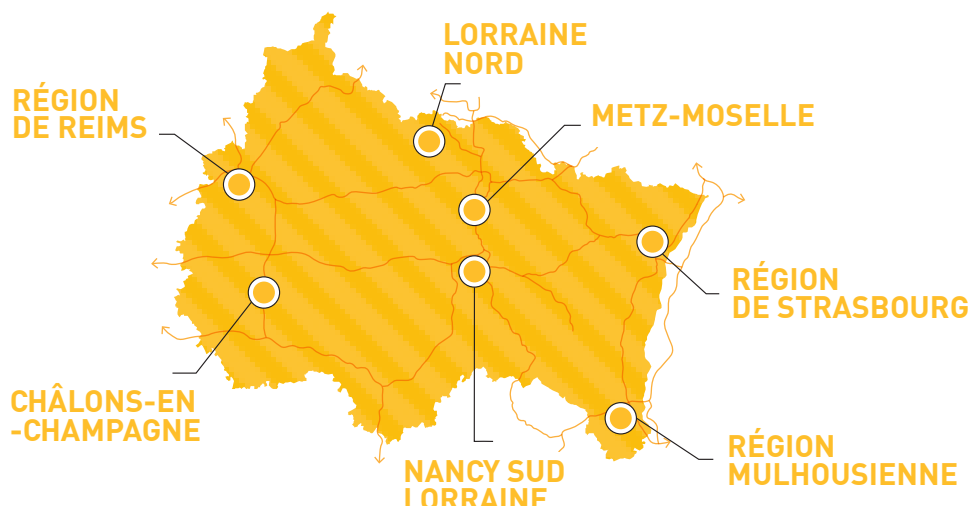 LORRAINE
NORD
RÉGION
DE REIMS
METZ-MOSELLE
RÉGION
DE STRASBOURG
CHÂLONS-EN
-CHAMPAGNE
NANCY SUD
LORRAINE
RÉGION
MULHOUSIENNE